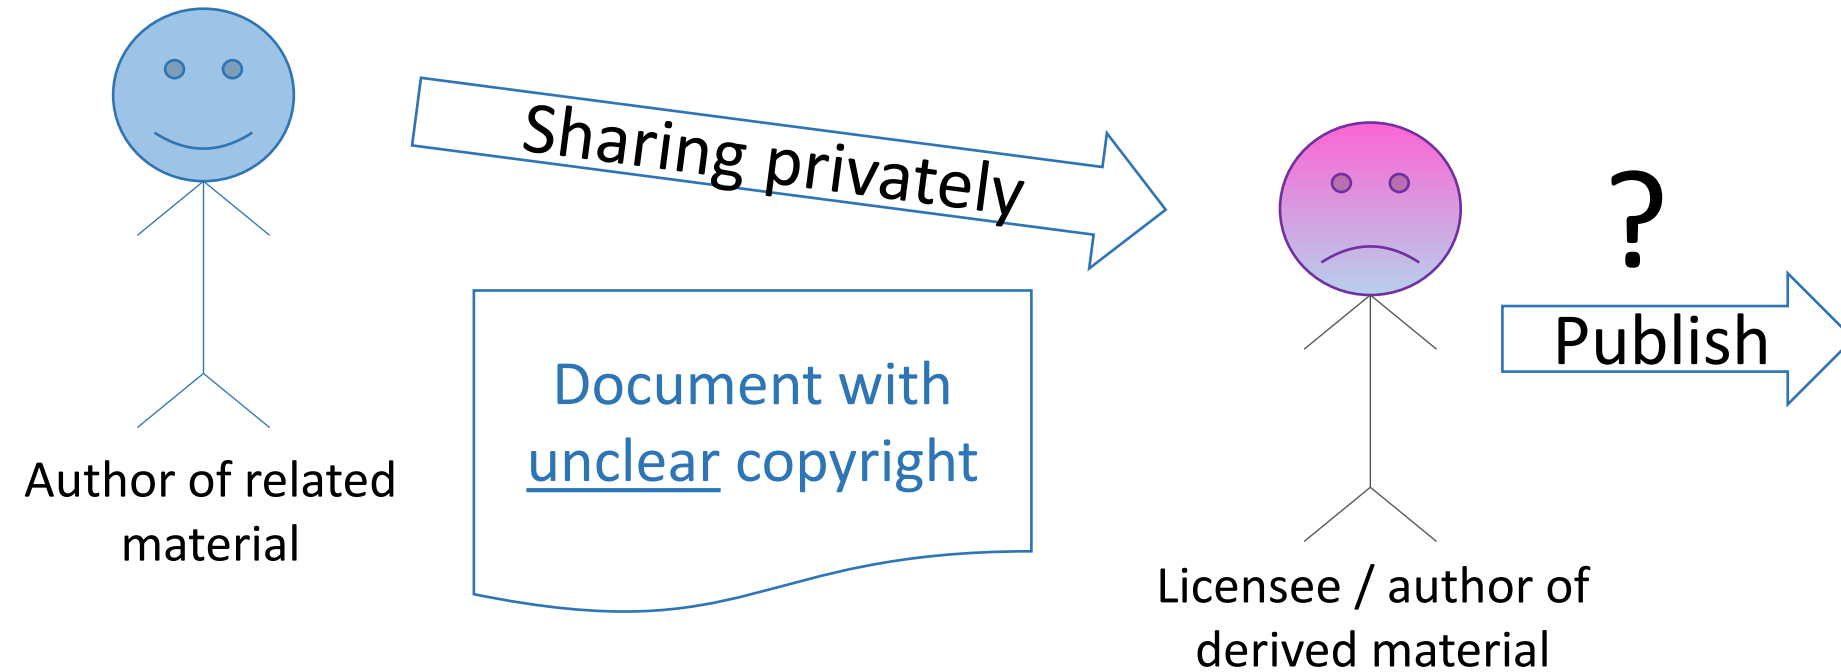 Sharing privately
?
Publish
Document with
unclear copyright
Author of related
material
Licensee / author of
derived material